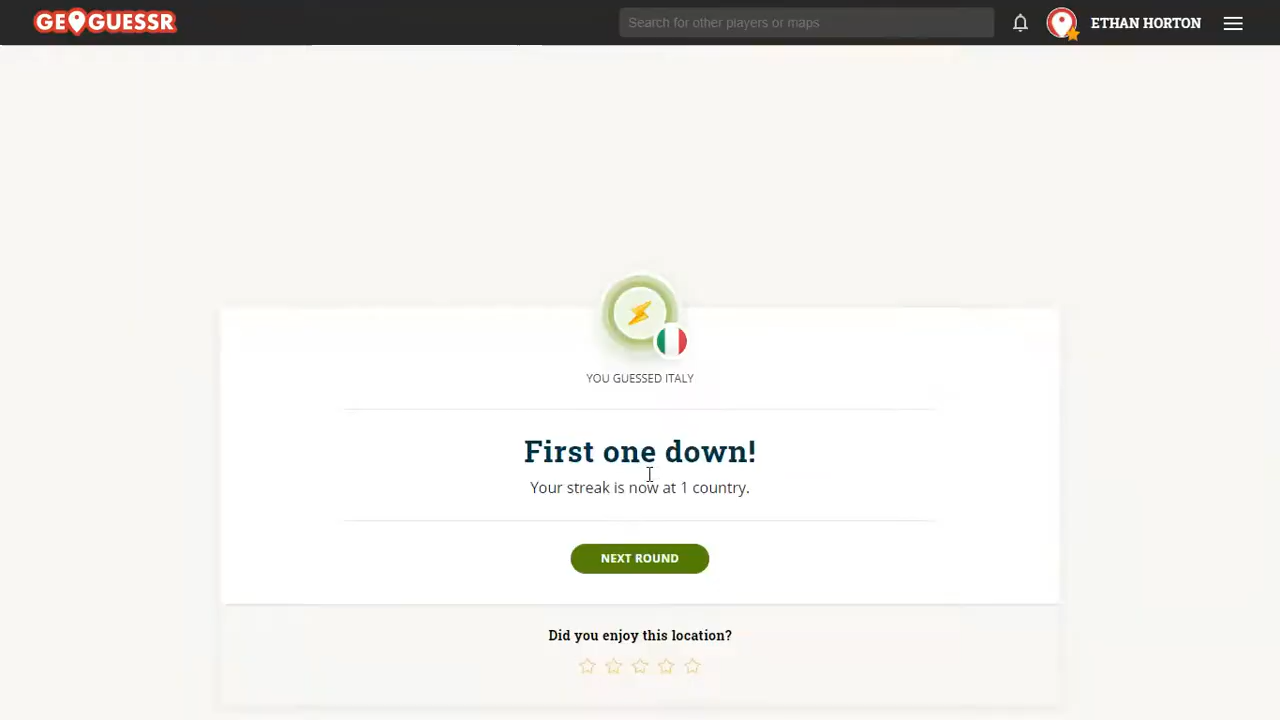 GEOGUESSR
Search for other players or maps
ETHAN HORTON
YOU GUESSED ITALY
First one down!
Your streak is now at 1 country.
NEXT ROUND
Did you enjoy this location?